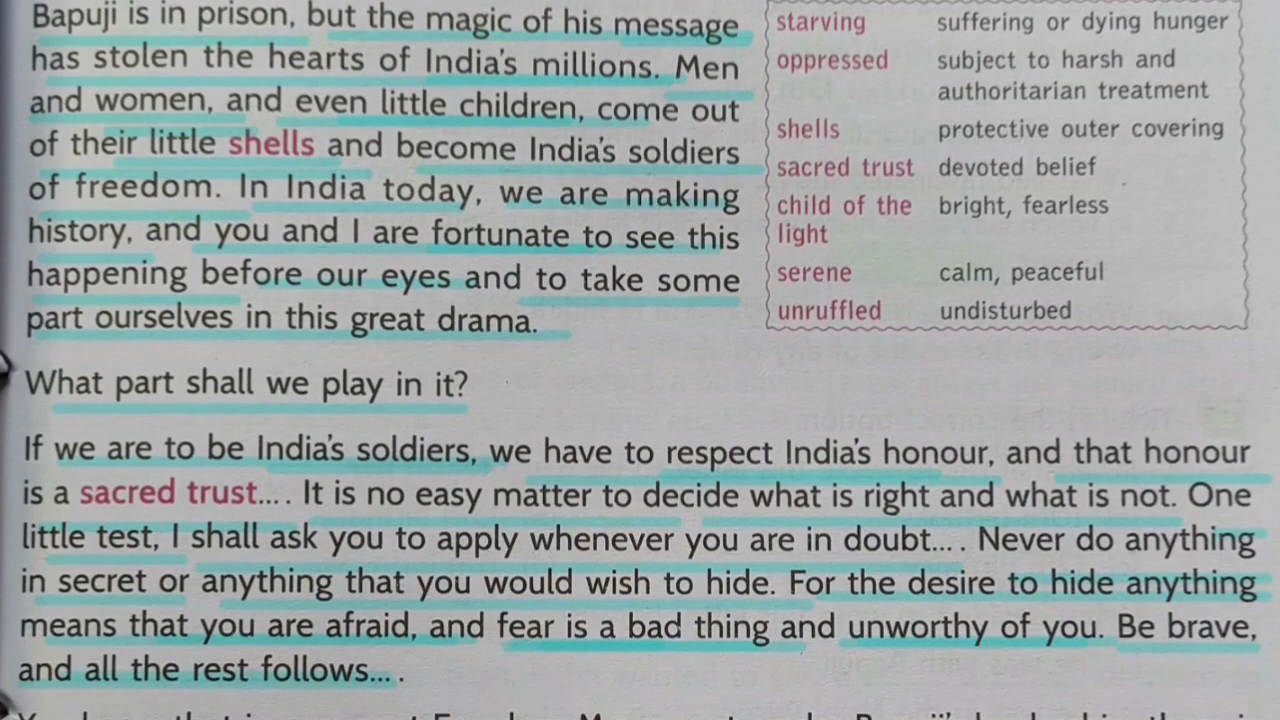 Bapuji is in prison, but the magic of his message
has stolen the hearts of India's millions. Men
and women, and even little children, come out
of their little shells and become India's soldiers
of freedom. In India today, we are making
history, and you and I are fortunate to see this
happening before our eyes and to take some
part ourselves in this great drama.
starving suffering or dying hunger
oppressed subject to harsh and
authoritarian treatment
shells protective outer covering
sacred trust devoted belief
child of the bright, fearless
light
serene calm, peaceful
unruffled undisturbed
What part shall we play in it?
If we are to be India's soldiers, we have to respect India's honour, and that honour
is a sacred trust.... It is no easy matter to decide what is right and what is not. One
little test, I shall ask you to apply whenever you are in doubt.... Never do anything
in secret or anything that you would wish to hide. For the desire to hide anything
means that you are afraid, and fear is a bad thing and unworthy of you. Be brave,
and all the rest follows....